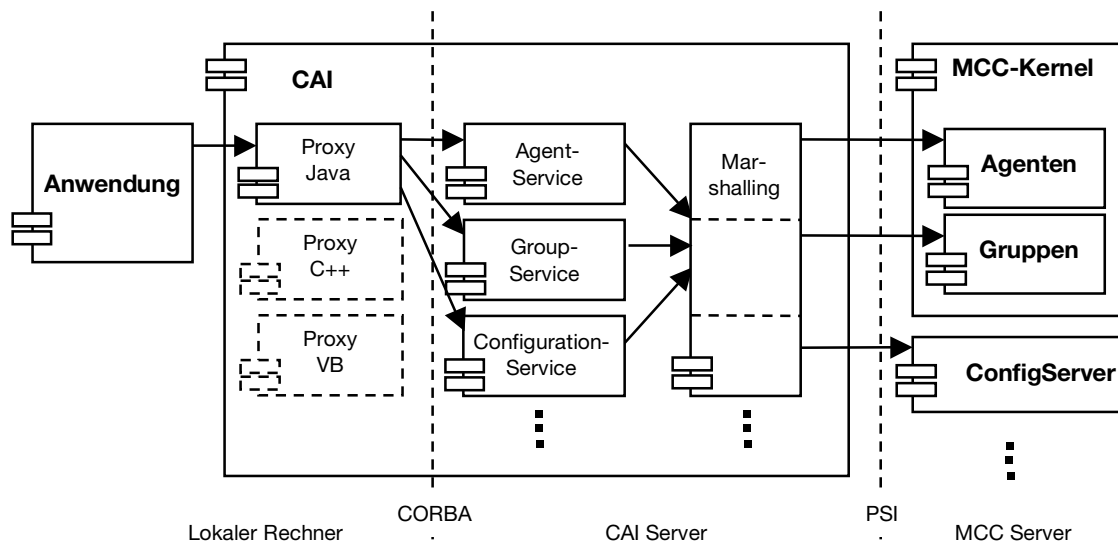 CAI
MCC-Kernel
Anwendung
Proxy
Java
Agent-
Service
Mar-
shalling
Agenten
Proxy
C++
Group-
Service
Gruppen
Proxy
VB
Configuration-
Service
ConfigServer
Lokaler Rechner
CORBA
CAI Server
PSI
MCC Server